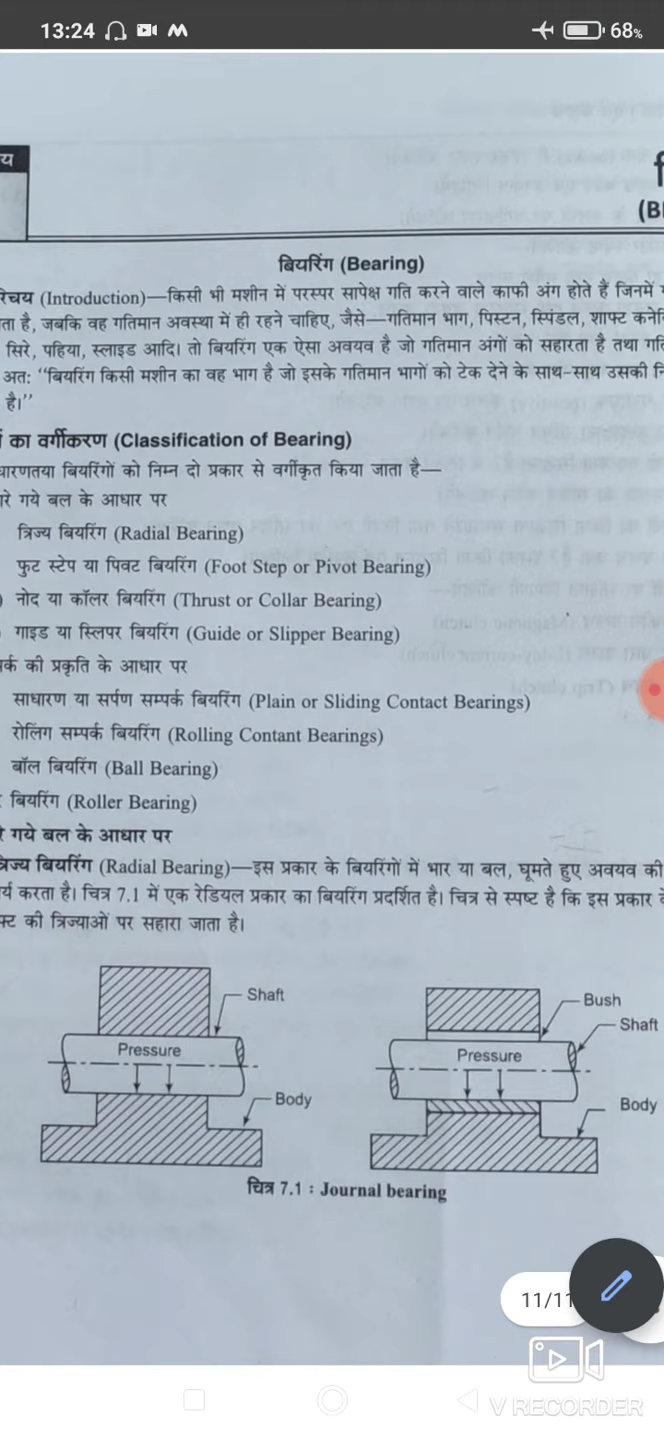 13:24
68%
य
(B
बियरिंग (Bearing)
रिचय (Introduction)—किसी भी मशीन में परस्पर सापेक्ष गति करने वाले काफी अंग होते हैं जिनमें
ता है, जबकि वह गतिमान अवस्था में ही रहने चाहिए, जैसे—गतिमान भाग, पिस्टन, स्पिंडल, शाफ्ट
सिरे, पहिया, स्लाइड आदि। तो बियरिंग एक ऐसा अवयव है जो गतिमान अंगों को सहारता है तथा
अतः "बियरिंग किसी मशीन का वह भाग है जो इसके गतिमान भागों को टेक देने के साथ-साथ उसकी
है।"
का वर्गीकरण (Classification of Bearing)
धारणतया बियरिंगों को निम्न दो प्रकार से वर्गीकृत किया जाता है—
रे गये बल के आधार पर
त्रिज्य बियरिंग (Radial Bearing)
फुट स्टेप या पिवट बियरिंग (Foot Step or Pivot Bearing)
) नोद या कॉलर बियरिंग (Thrust or Collar Bearing)
गाइड या स्लिपर बियरिंग (Guide or Slipper Bearing)
पर्क की प्रकृति के आधार पर
साधारण या सर्पण सम्पर्क बियरिंग (Plain or Sliding Contact Bearings)
रोलिंग सम्पर्क बियरिंग (Rolling Contant Bearings)
बॉल बियरिंग (Ball Bearing)
बियरिंग (Roller Bearing)
रे गये बल के आधार पर
त्रिज्य बियरिंग (Radial Bearing)—इस प्रकार के बियरिंगों में भार या बल, घूमते हुए अवयव की
र्य करता है। चित्र 7.1 में एक रेडियल प्रकार का बियरिंग प्रदर्शित है। चित्र से स्पष्ट है कि इस प्रकार
फ्ट की त्रिज्याओं पर सहारा जाता है।
Shaft
Pressure
Body
Bush
Shaft
Pressure
Body
चित्र 7.1 : Journal bearing
11/11
V RECORDER